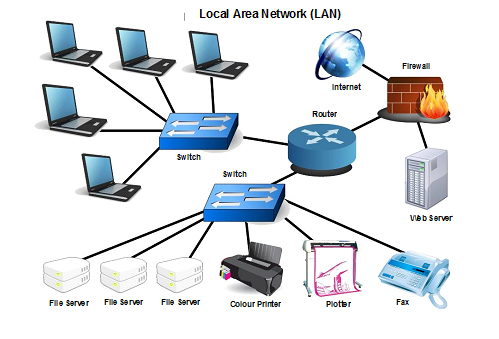 Local Area Network (LAN)
Internet
Firewall
Router
Switch
Switch
Web Server
File Server
File Server
File Server
Colour Printer
Plotter
Fax